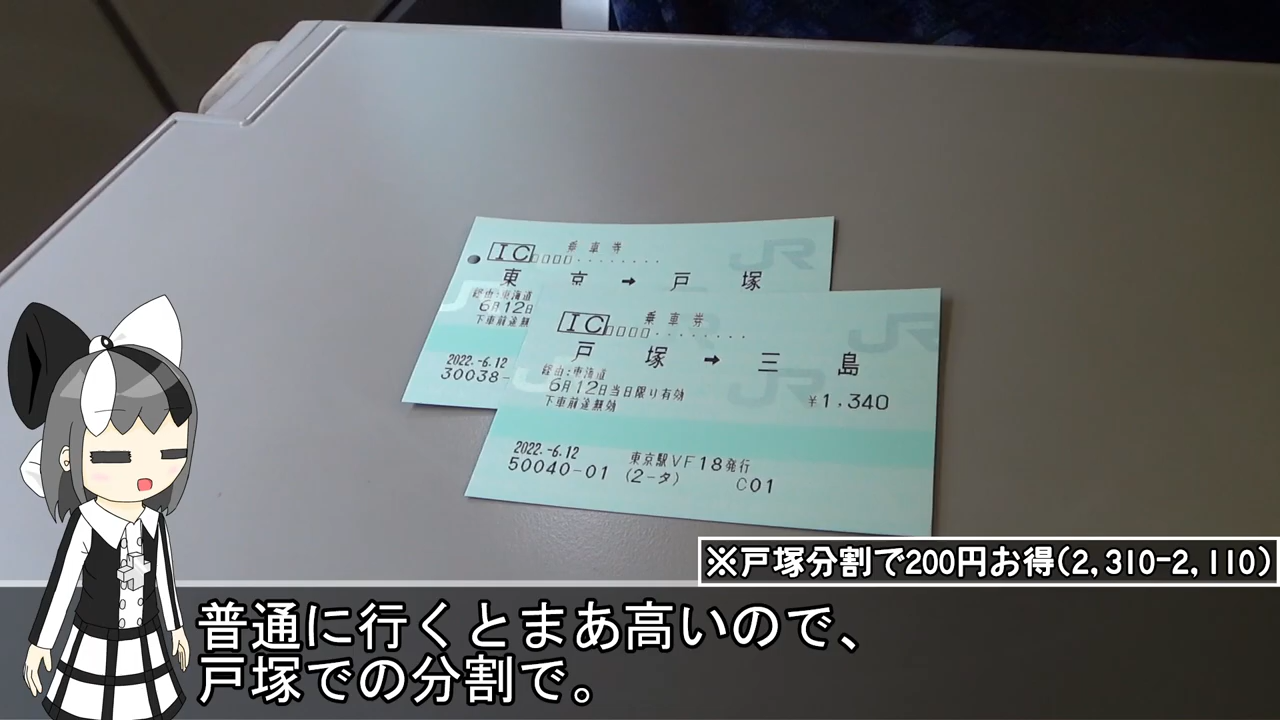 JR
IC 乗車券
東京→戸塚
経由:東海道
6月12日
下車前途無
2022.-6.12
30038-
JR
IC 乗車券
戸塚→三島
経由:東海道
6月12日当日限り有効
¥1,340
下車前途無効
2022.-6.12 東京駅VF18発行
50040-01 (2-タ) C01
※戸塚分割で200円お得(2,310-2,110)
普通に行くとまあ高いので、
戸塚での分割で。